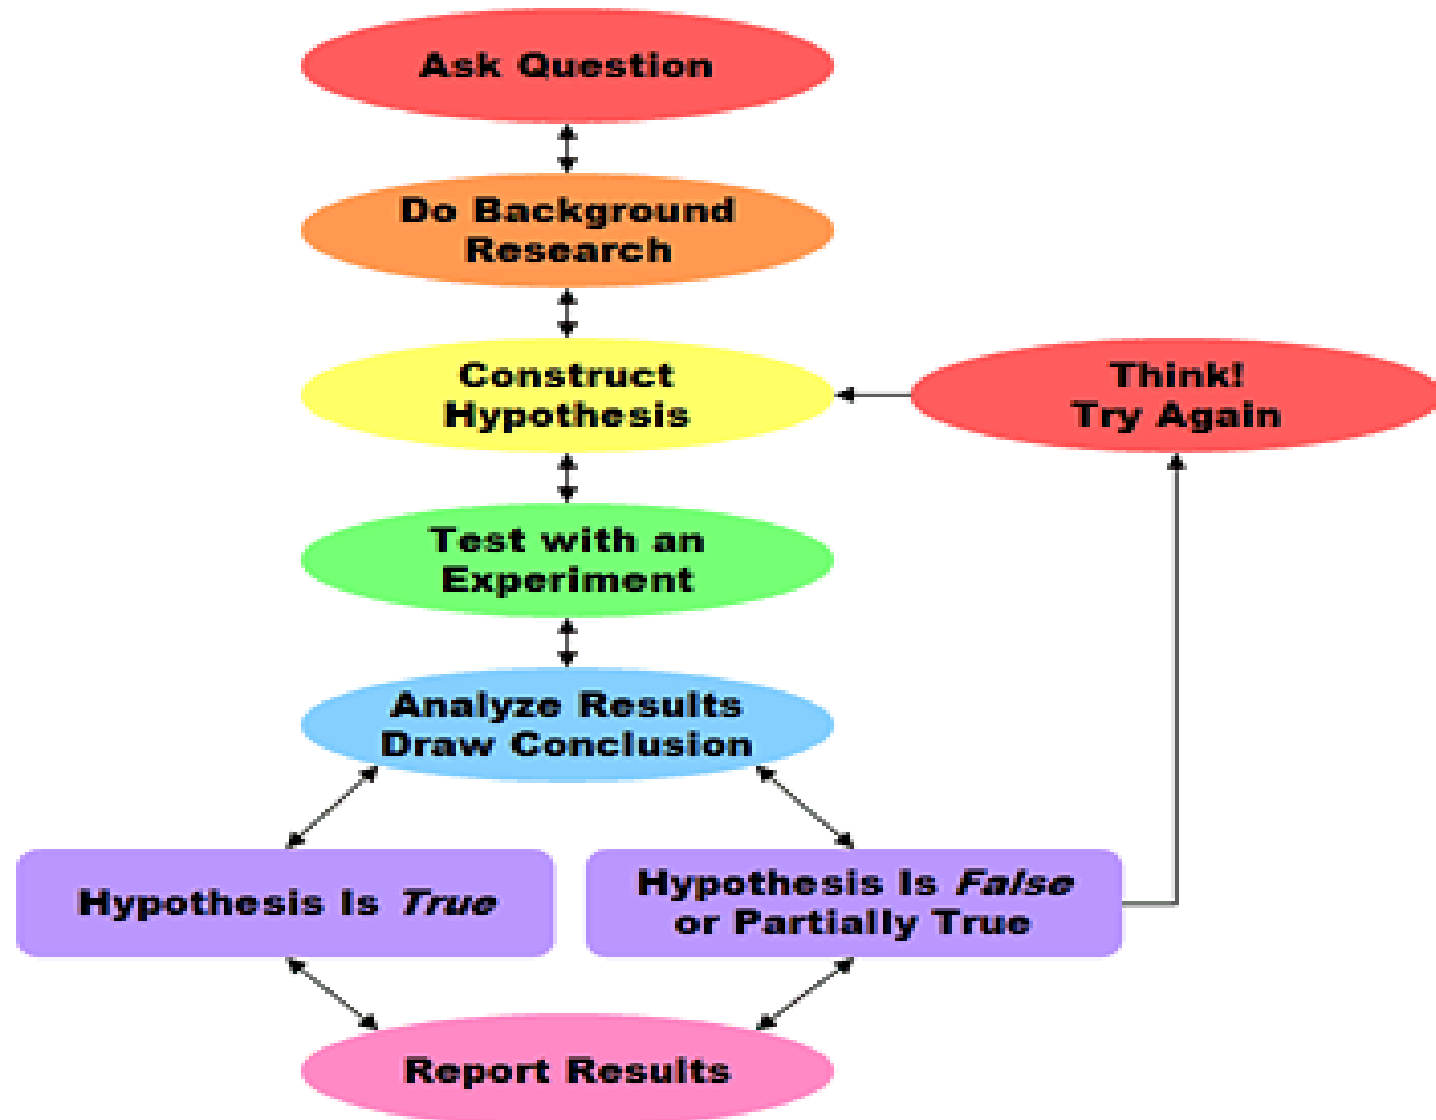 Ask Question
Do Background
Research
Construct
Hypothesis
Think!
Try Again
Test with an
Experiment
Analyze Results
Draw Conclusion
Hypothesis Is True
Hypothesis Is False
or Partially True
Report Results